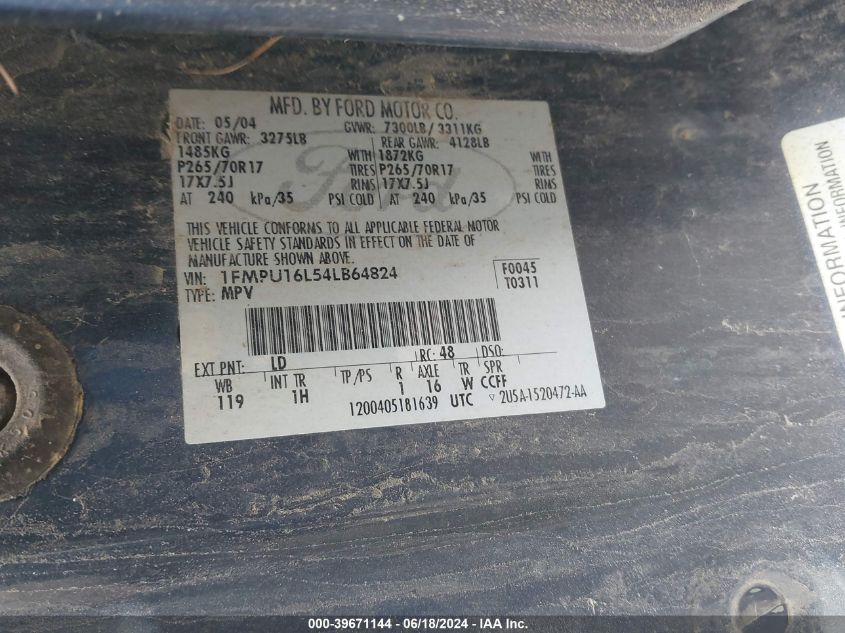 MFD. BY FORD MOTOR CO.
DATE: 05/04 GVWR: 7300LB/ 3311KG
FRONT GAWR: 3275LB REAR GAWR: 4128LB
1485KG WITH 1872KG WITH
P265/70R17 TIRES P265/70R17 TIRES
17X7.5J RIMS 17X7.5J RIMS
AT 240 kPa/35 PSI COLD AT 240 kPa/35 PSI COLD
Ford
THIS VEHICLE CONFORMS TO ALL APPLICABLE FEDERAL MOTOR
VEHICLE SAFETY STANDARDS IN EFFECT ON THE DATE OF
MANUFACTURE SHOWN ABOVE.
VIN: 1FMPU16L54LB64824 F0045
TYPE: MPV T0311
EXT PNT: LD RC: 48 DSO:
WB INT TR TP/PS R AXLE TR SPR
119 1H 1 16 W CCFF
1200405181639 UTC ▽ 2U5A-1520472-AA
INFORMATION
INFORMATION
000-39671144 - 06/18/2024 - IAA Inc.